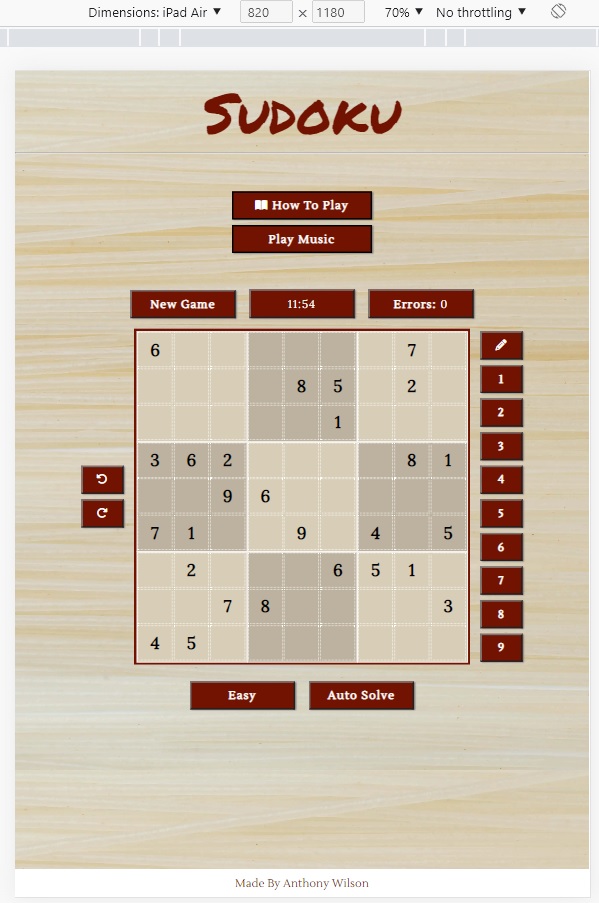 Dimensions: iPad Air ▼ 820 × 1180 70% ▼ No throttling ▼
Sudoku
How To Play
Play Music
New Game 11:54 Errors: 0
6 7
8 5 2 1
1 2
3
3 6 2 8 1 4
9 6 5
7 1 9 4 5 6
2 6 5 1 7
7 8 3 8
4 5 9
Easy Auto Solve
Made By Anthony Wilson